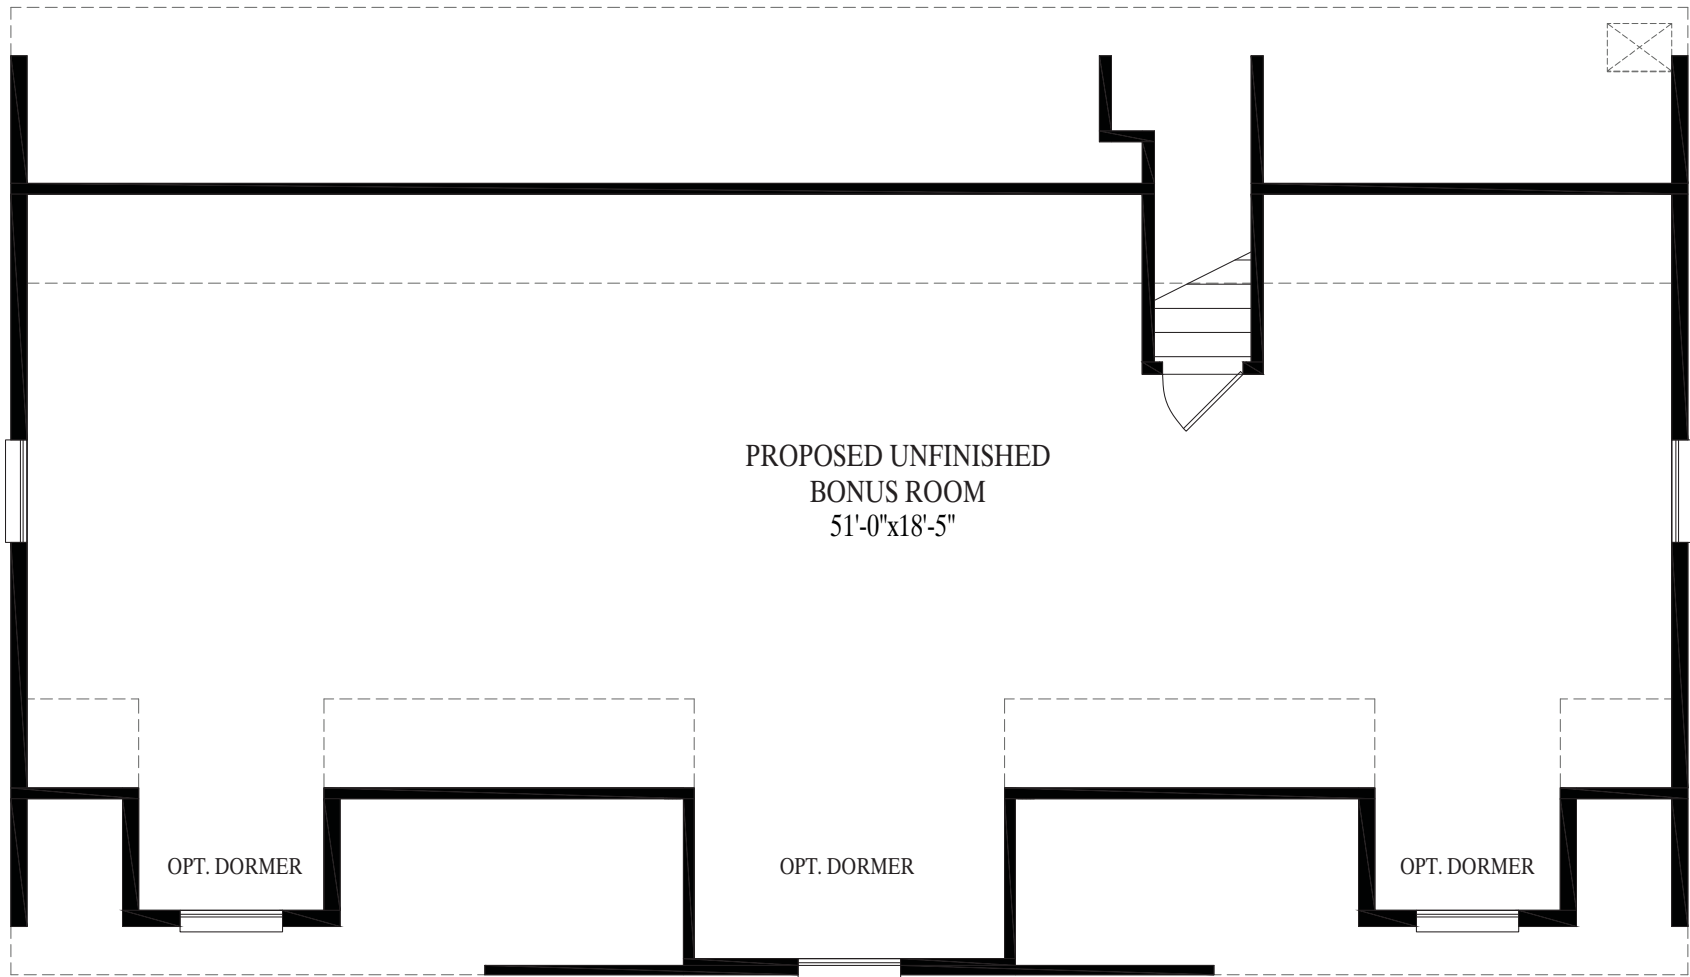 PROPOSED UNFINISHED
BONUS ROOM
51'-0"x18'-5"
OPT. DORMER
OPT. DORMER
OPT. DORMER